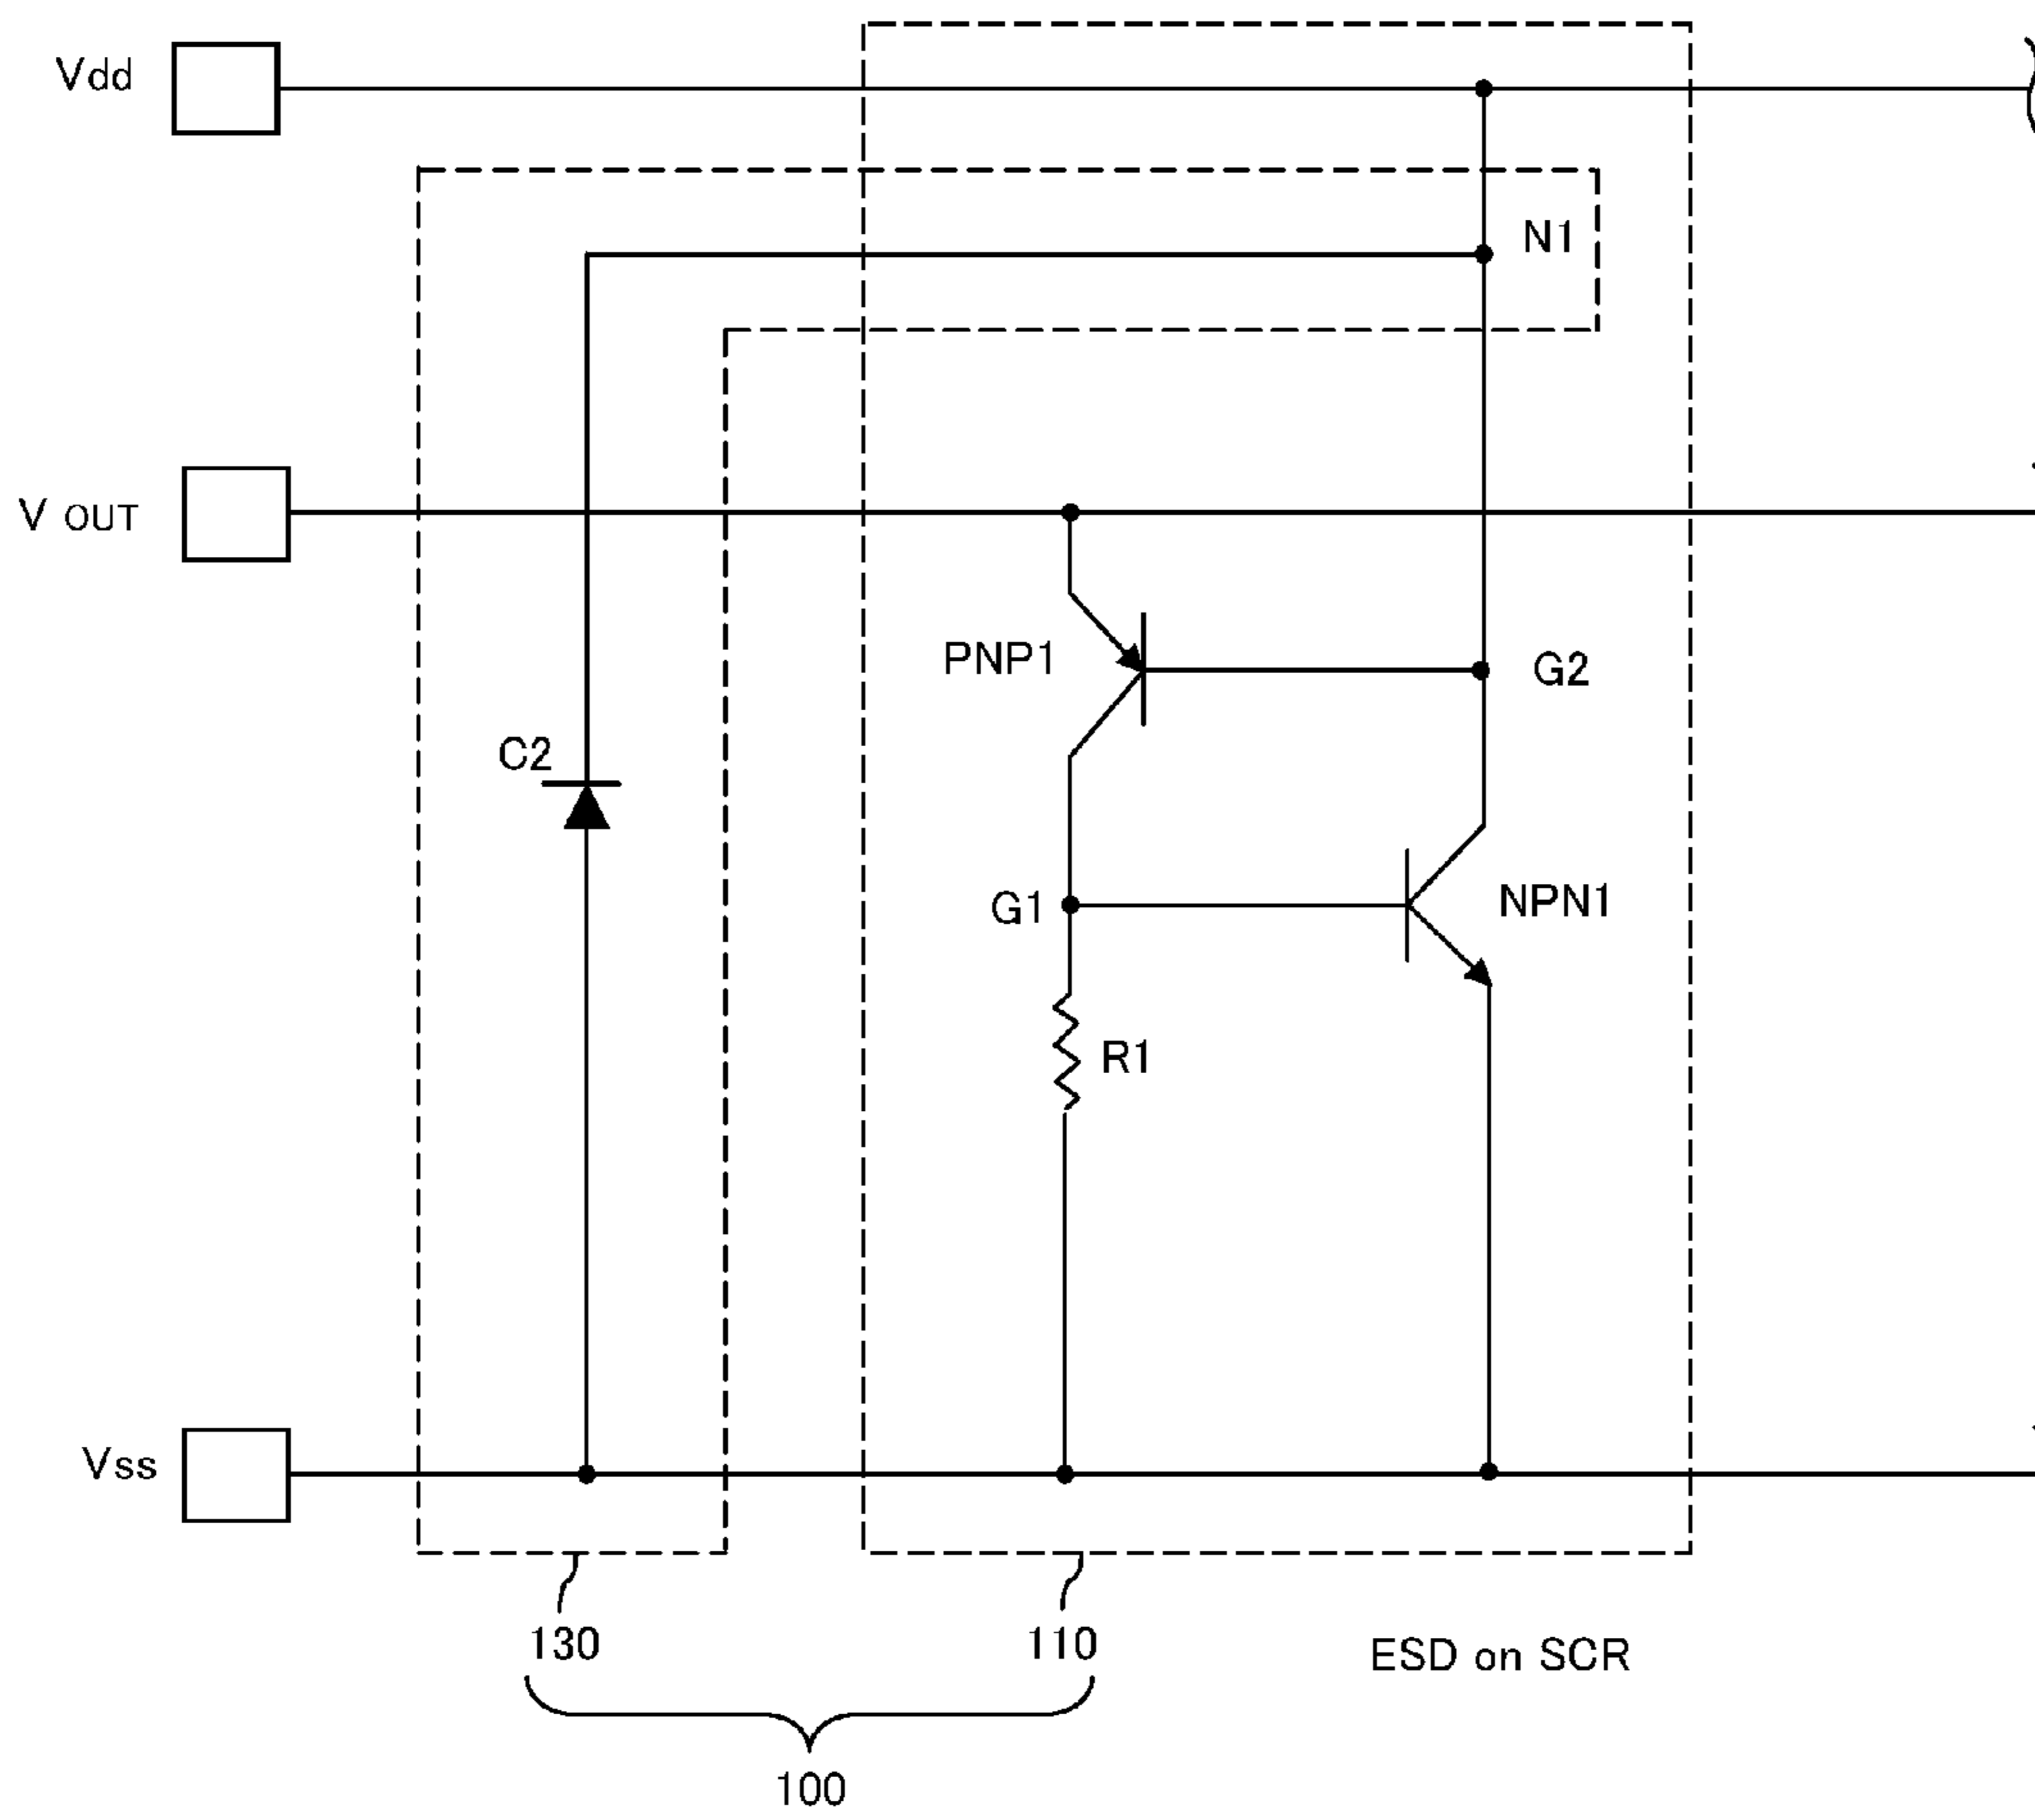 Vdd
N1
V OUT
PNP1
G2
C2
G1
NPN1
R1
Vss
130
110
ESD on SCR
100